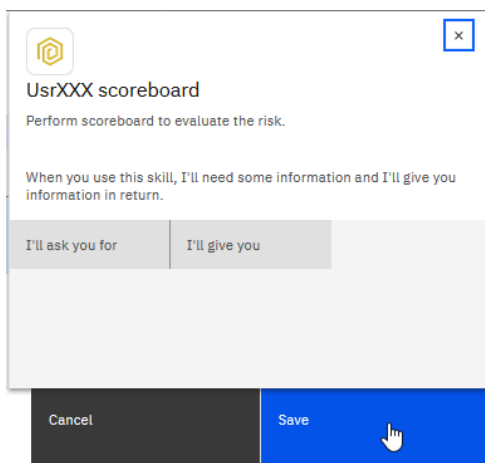 UsrXXX scoreboard
Perform scoreboard to evaluate the risk.
When you use this skill, I'll need some information and I'll give you
information in return.
I'll ask you for
I'll give you
Cancel
Save